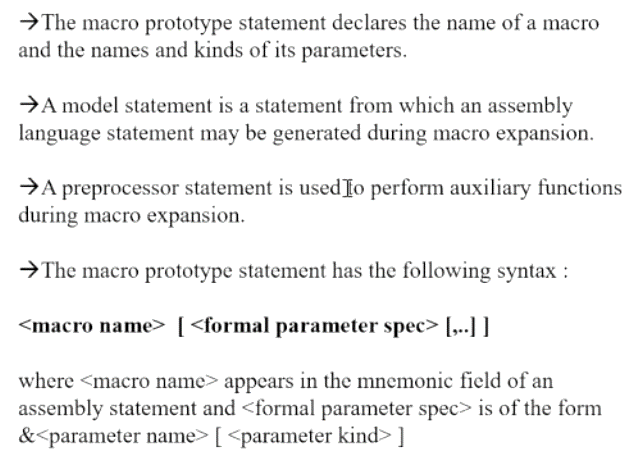 →The macro prototype statement declares the name of a macro
and the names and kinds of its parameters.
→A model statement is a statement from which an assembly
language statement may be generated during macro expansion.
→A preprocessor statement is used to perform auxiliary functions
during macro expansion.
→The macro prototype statement has the following syntax :
<macro name> [ <formal parameter spec> [,..] ]
where <macro name> appears in the mnemonic field of an
assembly statement and <formal parameter spec> is of the form
&<parameter name> [ <parameter kind> ]